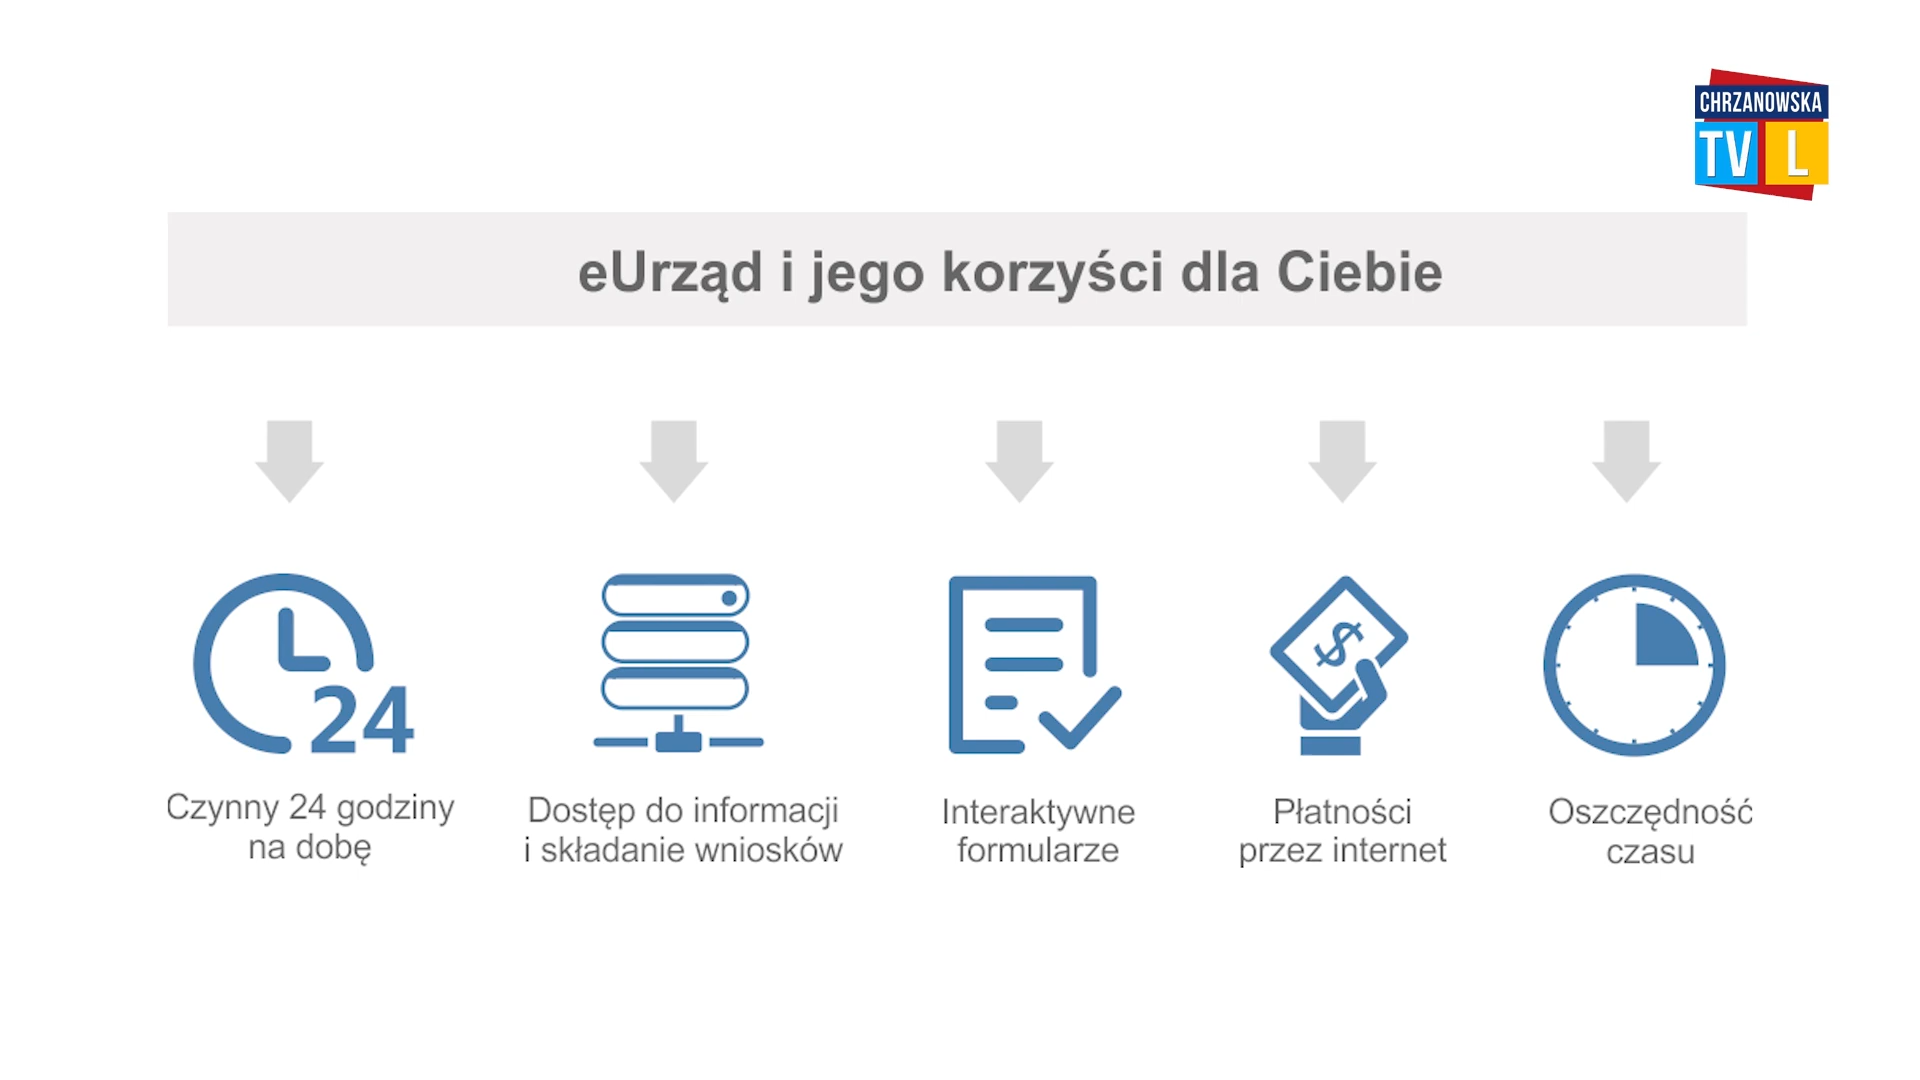 CHRZANOWSKA
TV L
eUrząd i jego korzyści dla Ciebie
24
$
Czynny 24 godziny
na dobę
Dostęp do informacji
i składanie wniosków
Interaktywne
formularze
Płatności
przez internet
Oszczędność
czasu